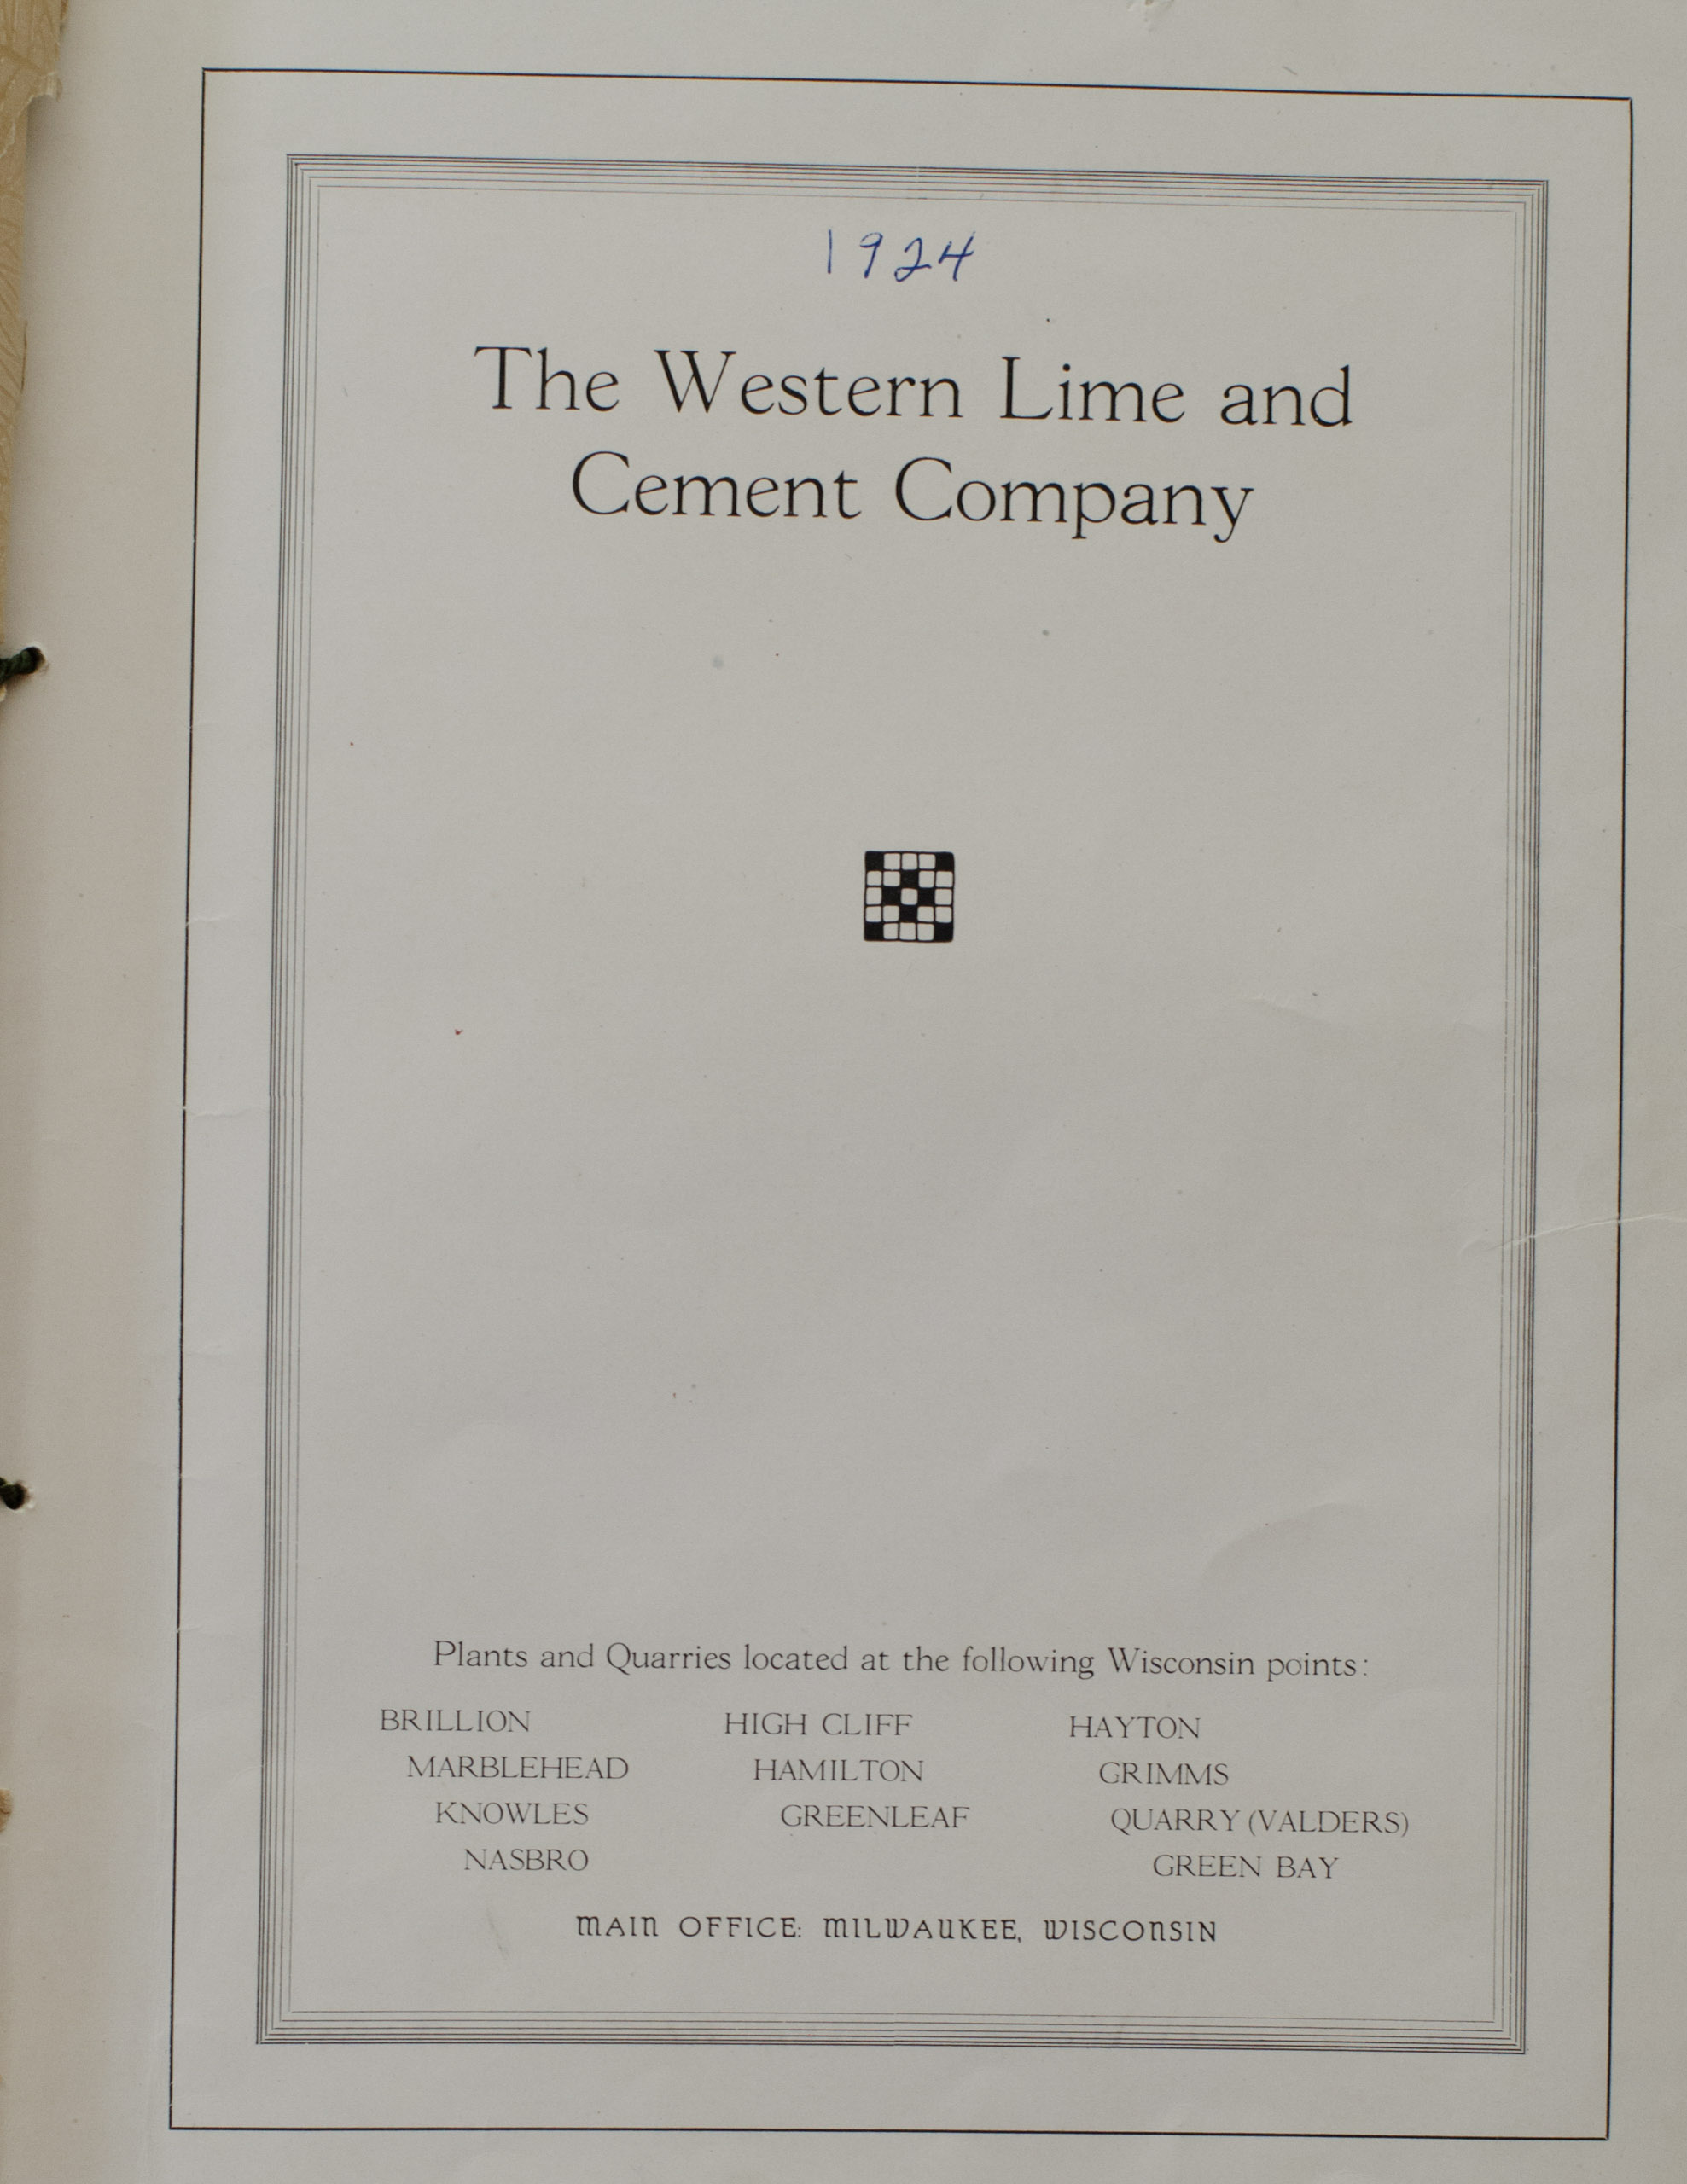 1924
The Western Lime and
Cement Company
Plants and Quarries located at the following Wisconsin points:
BRILLION HIGH CLIFF HAYTON
MARBLEHEAD HAMILTON GRIMMS
KNOWLES GREENLEAF QUARRY (VALDERS)
NASBRO GREEN BAY
MAIN OFFICE: MILWAUKEE, WISCONSIN